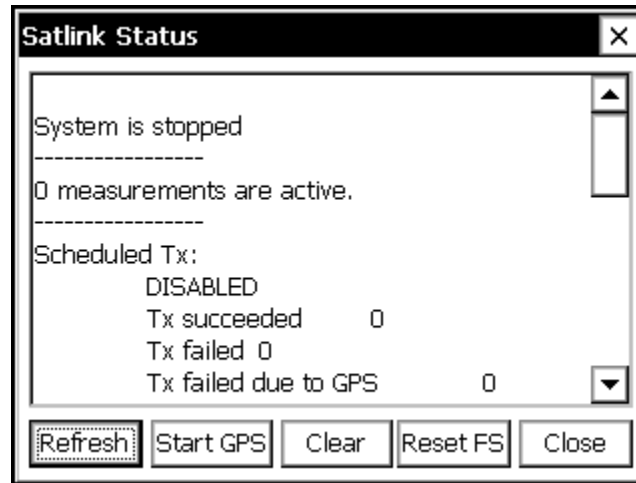 Satlink Status
System is stopped
-----------------
0 measurements are active.
-----------------
Scheduled Tx:
DISABLED
Tx succeeded 0
Tx failed 0
Tx failed due to GPS 0
Refresh Start GPS Clear Reset FS Close